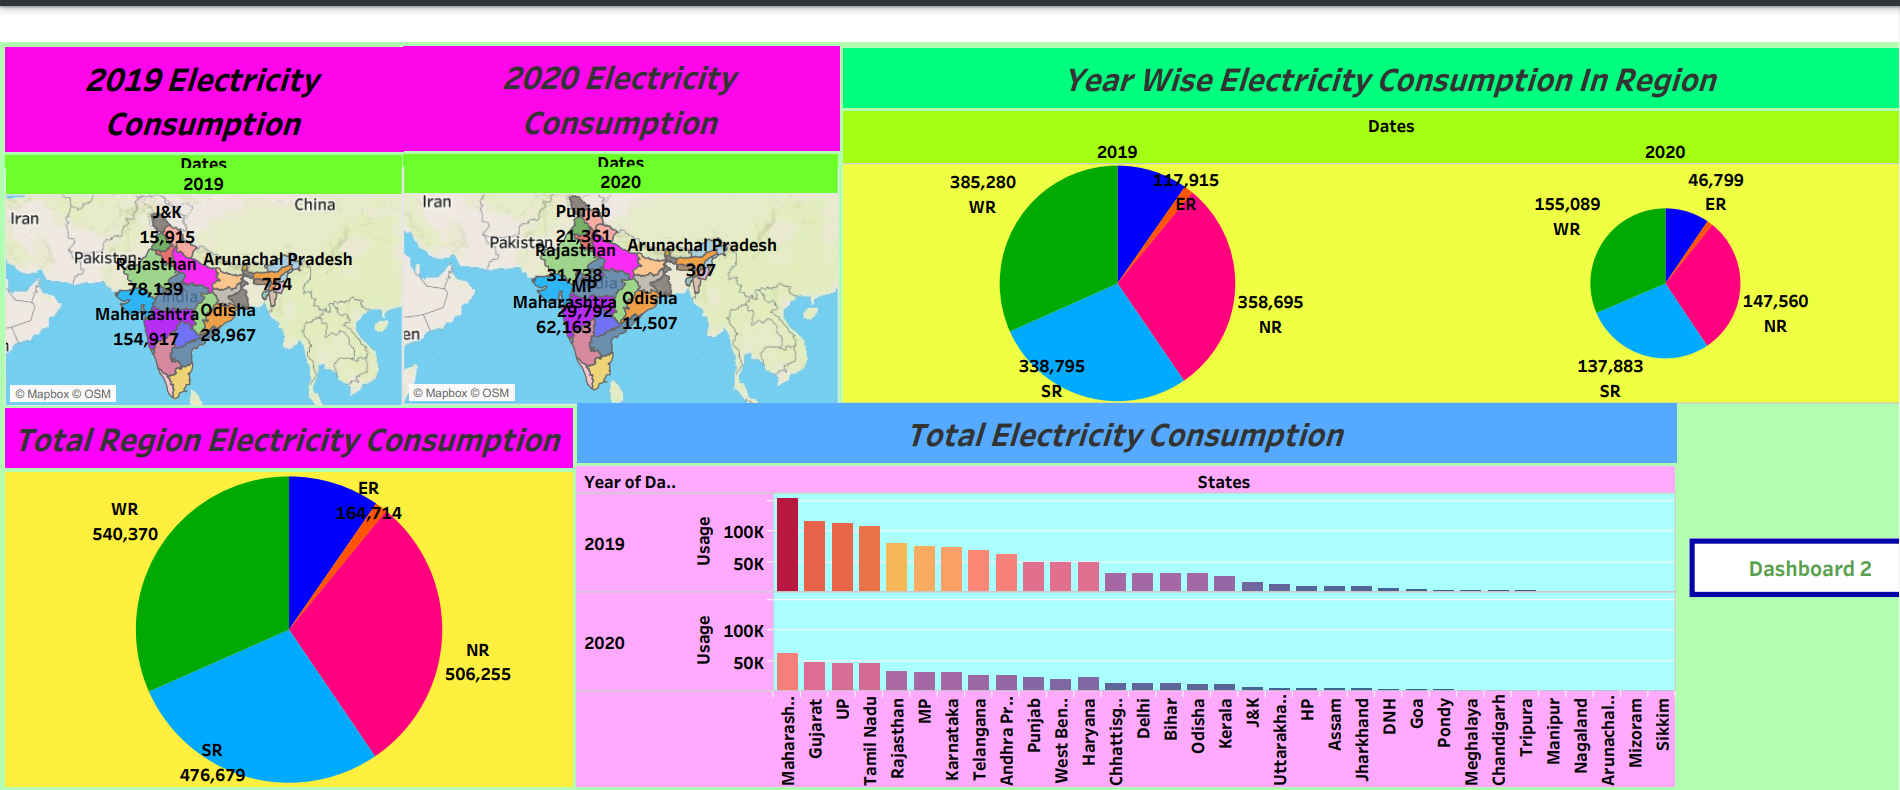 2019 Electricity
Consumption
2020 Electricity
Consumption
Year Wise Electricity Consumption In Region
Dates
2019
Dates
2020
Dates
2019
2020
Iran
China
Pakistan
India
J&K
15,915
Rajasthan
78,139
Arunachal Pradesh
754
Maharashtra
154,917
Odisha
28,967
© Mapbox © OSM
Iran
Pakistan
en
Punjab
21,361
Rajasthan
31,738
Arunachal Pradesh
307
MP
29,792
Maharashtra
62,163
Odisha
11,507
© Mapbox © OSM
385,280
WR
117,915
ER
358,695
NR
338,795
SR
46,799
ER
155,089
WR
147,560
NR
137,883
SR
Total Region Electricity Consumption
WR
540,370
ER
164,714
NR
506,255
SR
476,679
Total Electricity Consumption
Year of Da..
States
2019
Usage
100K
50K
2020
Usage
100K
50K
Maharash..
Gujarat
UP
Tamil Nadu
Rajasthan
MP
Karnataka
Telangana
Andhra Pr..
Punjab
West Ben..
Haryana
Chhattisg..
Delhi
Bihar
Odisha
Kerala
J&K
Uttarakha..
HP
Assam
Jharkhand
DNH
Goa
Pondy
Meghalaya
Chandigarh
Tripura
Manipur
Nagaland
Arunachal..
Mizoram
Sikkim
Dashboard 2